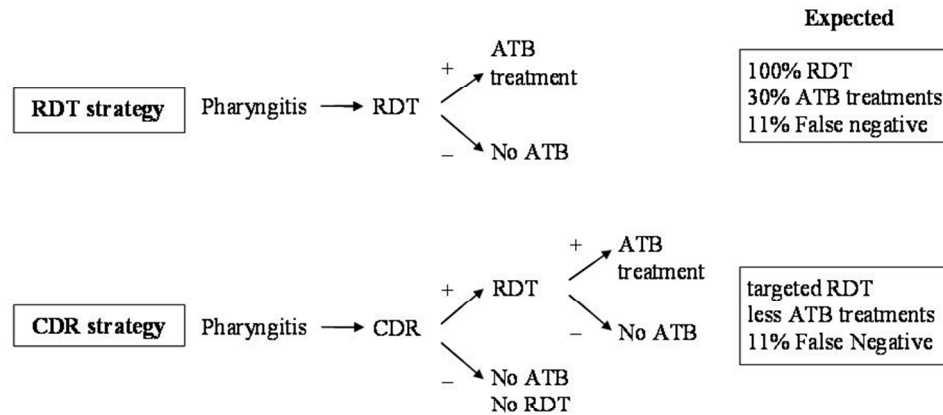 Expected
+
ATB
treatment
RDT strategy
Pharyngitis
RDT
−
No ATB
100% RDT
30% ATB treatments
11% False negative
CDR strategy
Pharyngitis
CDR
+
RDT
+
ATB
treatment
−
No ATB
−
No ATB
No RDT
targeted RDT
less ATB treatments
11% False Negative